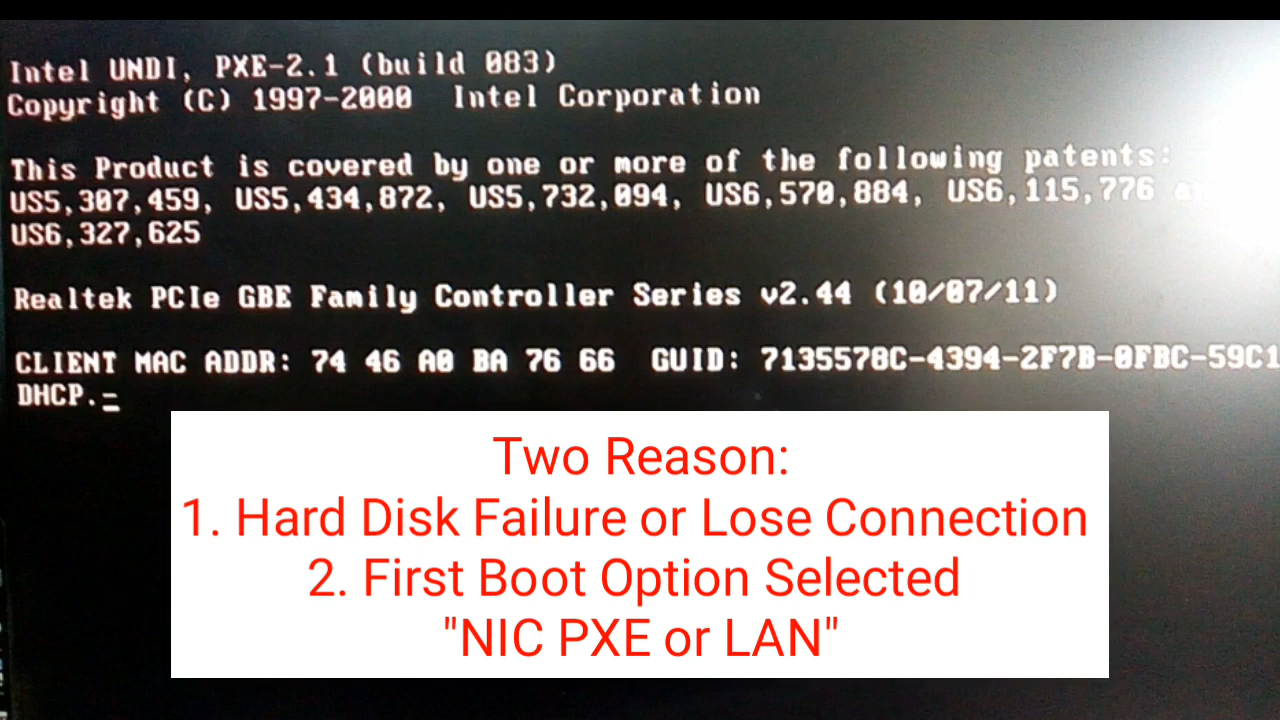 Intel UNDI, PXE-2.1 (build 083)
Copyright (C) 1997-2000 Intel Corporation
This Product is covered by one or more of the following patents:
US5,307,459, US5,434,872, US5,732,094, US6,570,884, US6,115,776
US6,327,625
Realtek PCIe GBE Family Controller Series v2.44 (10/07/11)
CLIENT MAC ADDR: 74 46 A0 BA 76 66 GUID: 7135578C-4394-2F7B-0FBC-59C1
DHCP.
Two Reason:
1. Hard Disk Failure or Lose Connection
2. First Boot Option Selected
"NIC PXE or LAN"